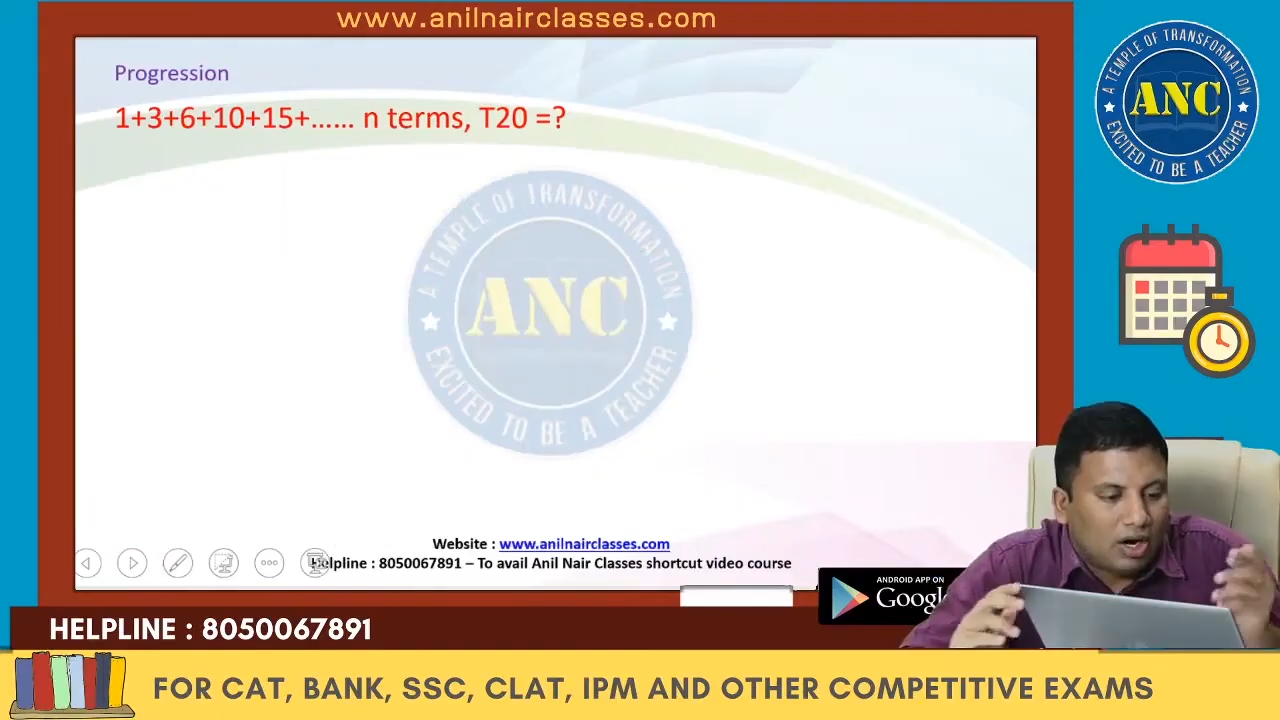 www.anilnairclasses.com
Progression
1+3+6+10+15+...... n terms, T20 =?
A TEMPLE OF TRANSFORMATION
ANC
EXCITED TO BE A TEACHER
A TEMPLE OF TRANSFORMATION
ANC
EXCITED TO BE A TEACHER
Website : www.anilnairclasses.com
Helpline : 8050067891 – To avail Anil Nair Classes shortcut video course
ANDROID APP ON
Google
HELPLINE : 8050067891
FOR CAT, BANK, SSC, CLAT, IPM AND OTHER COMPETITIVE EXAMS